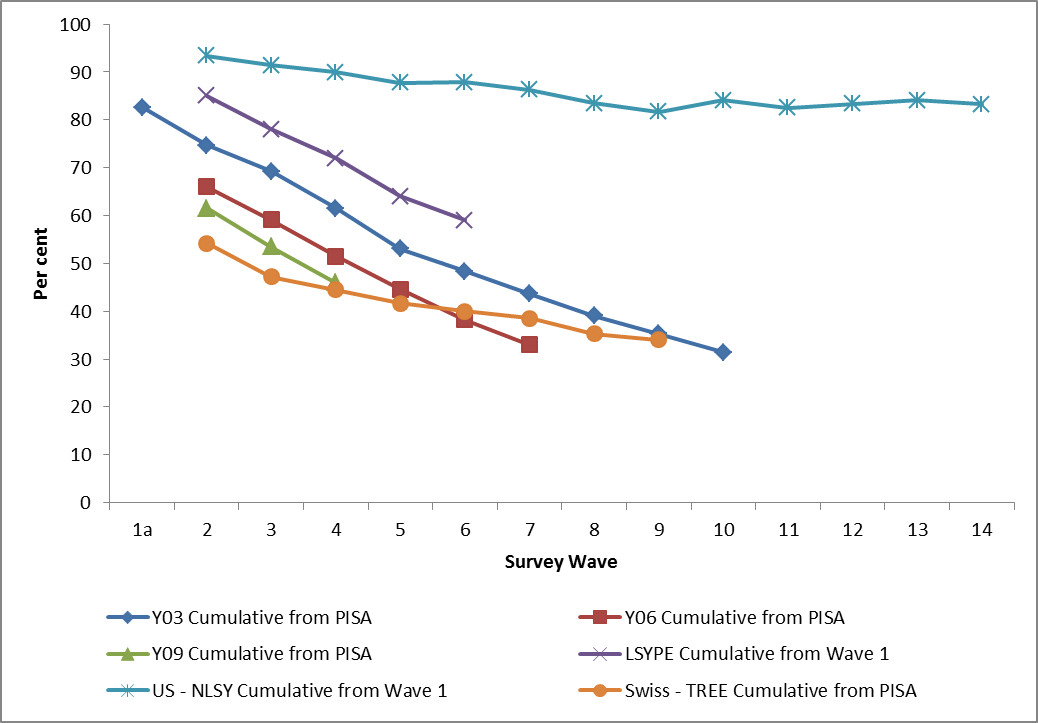 100
90
80
70
60
50
40
30
20
10
0
Per cent
1a 2 3 4 5 6 7 8 9 10 11 12 13 14
Survey Wave
Y03 Cumulative from PISA
Y06 Cumulative from PISA
Y09 Cumulative from PISA
LSYPE Cumulative from Wave 1
US - NLSY Cumulative from Wave 1
Swiss - TREE Cumulative from PISA